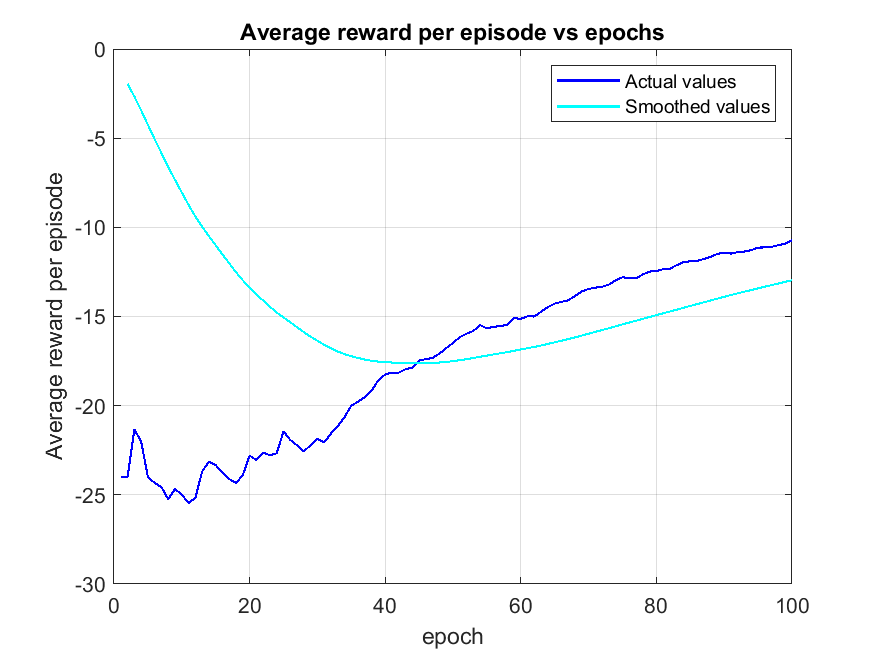 Average reward per episode vs epochs
Actual values
Smoothed values
Average reward per episode
0
-5
-10
-15
-20
-25
-30
0 20 40 60 80 100
epoch